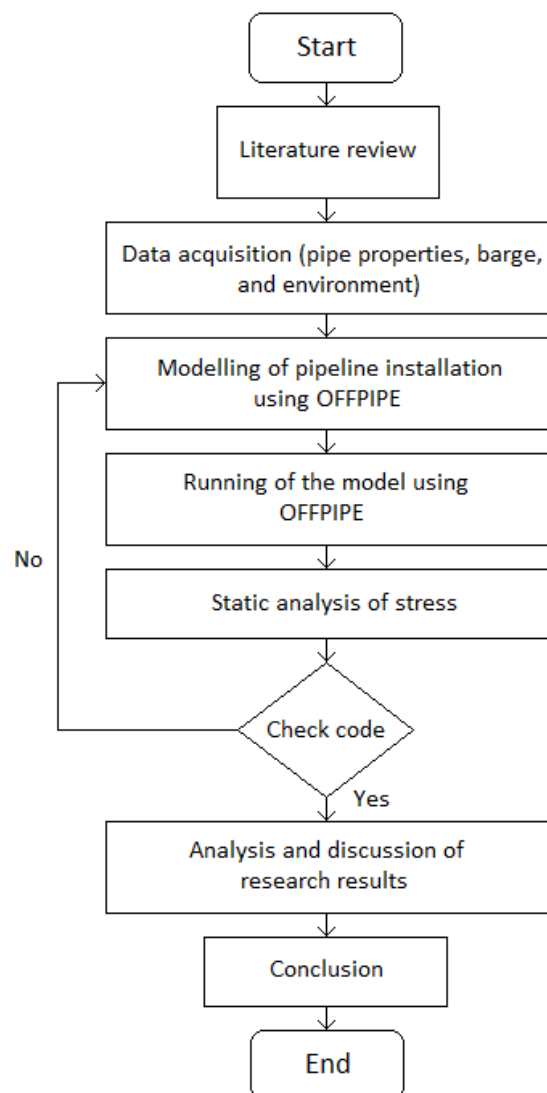 Start
Literature review
Data acquisition (pipe properties, barge,
and environment)
Modelling of pipeline installation
using OFFPIPE
Running of the model using
OFFPIPE
No
Static analysis of stress
Check code
Yes
Analysis and discussion of
research results
Conclusion
End